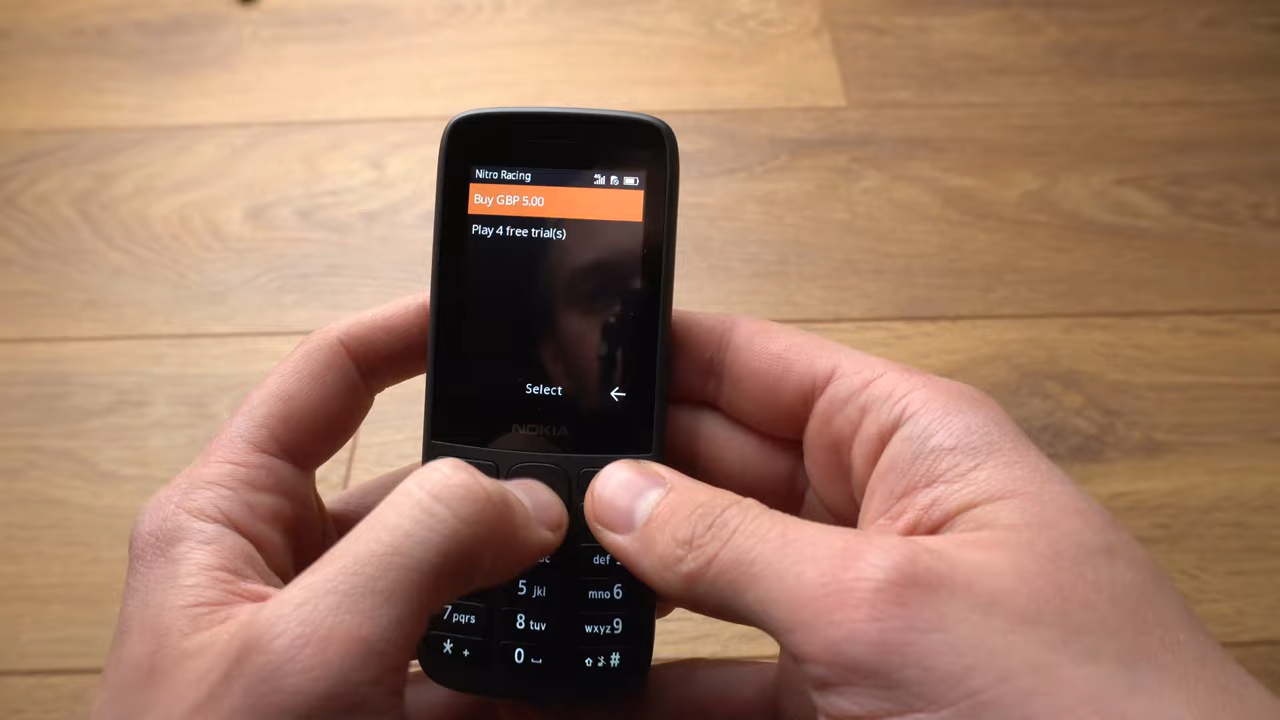 Nitro Racing 4G
Buy GBP 5.00
Play 4 free trial(s)
Select
NOKIA
def
5 jkl
mno 6
7 pqrs
8 tuv
wxyz 9
* +
0
#